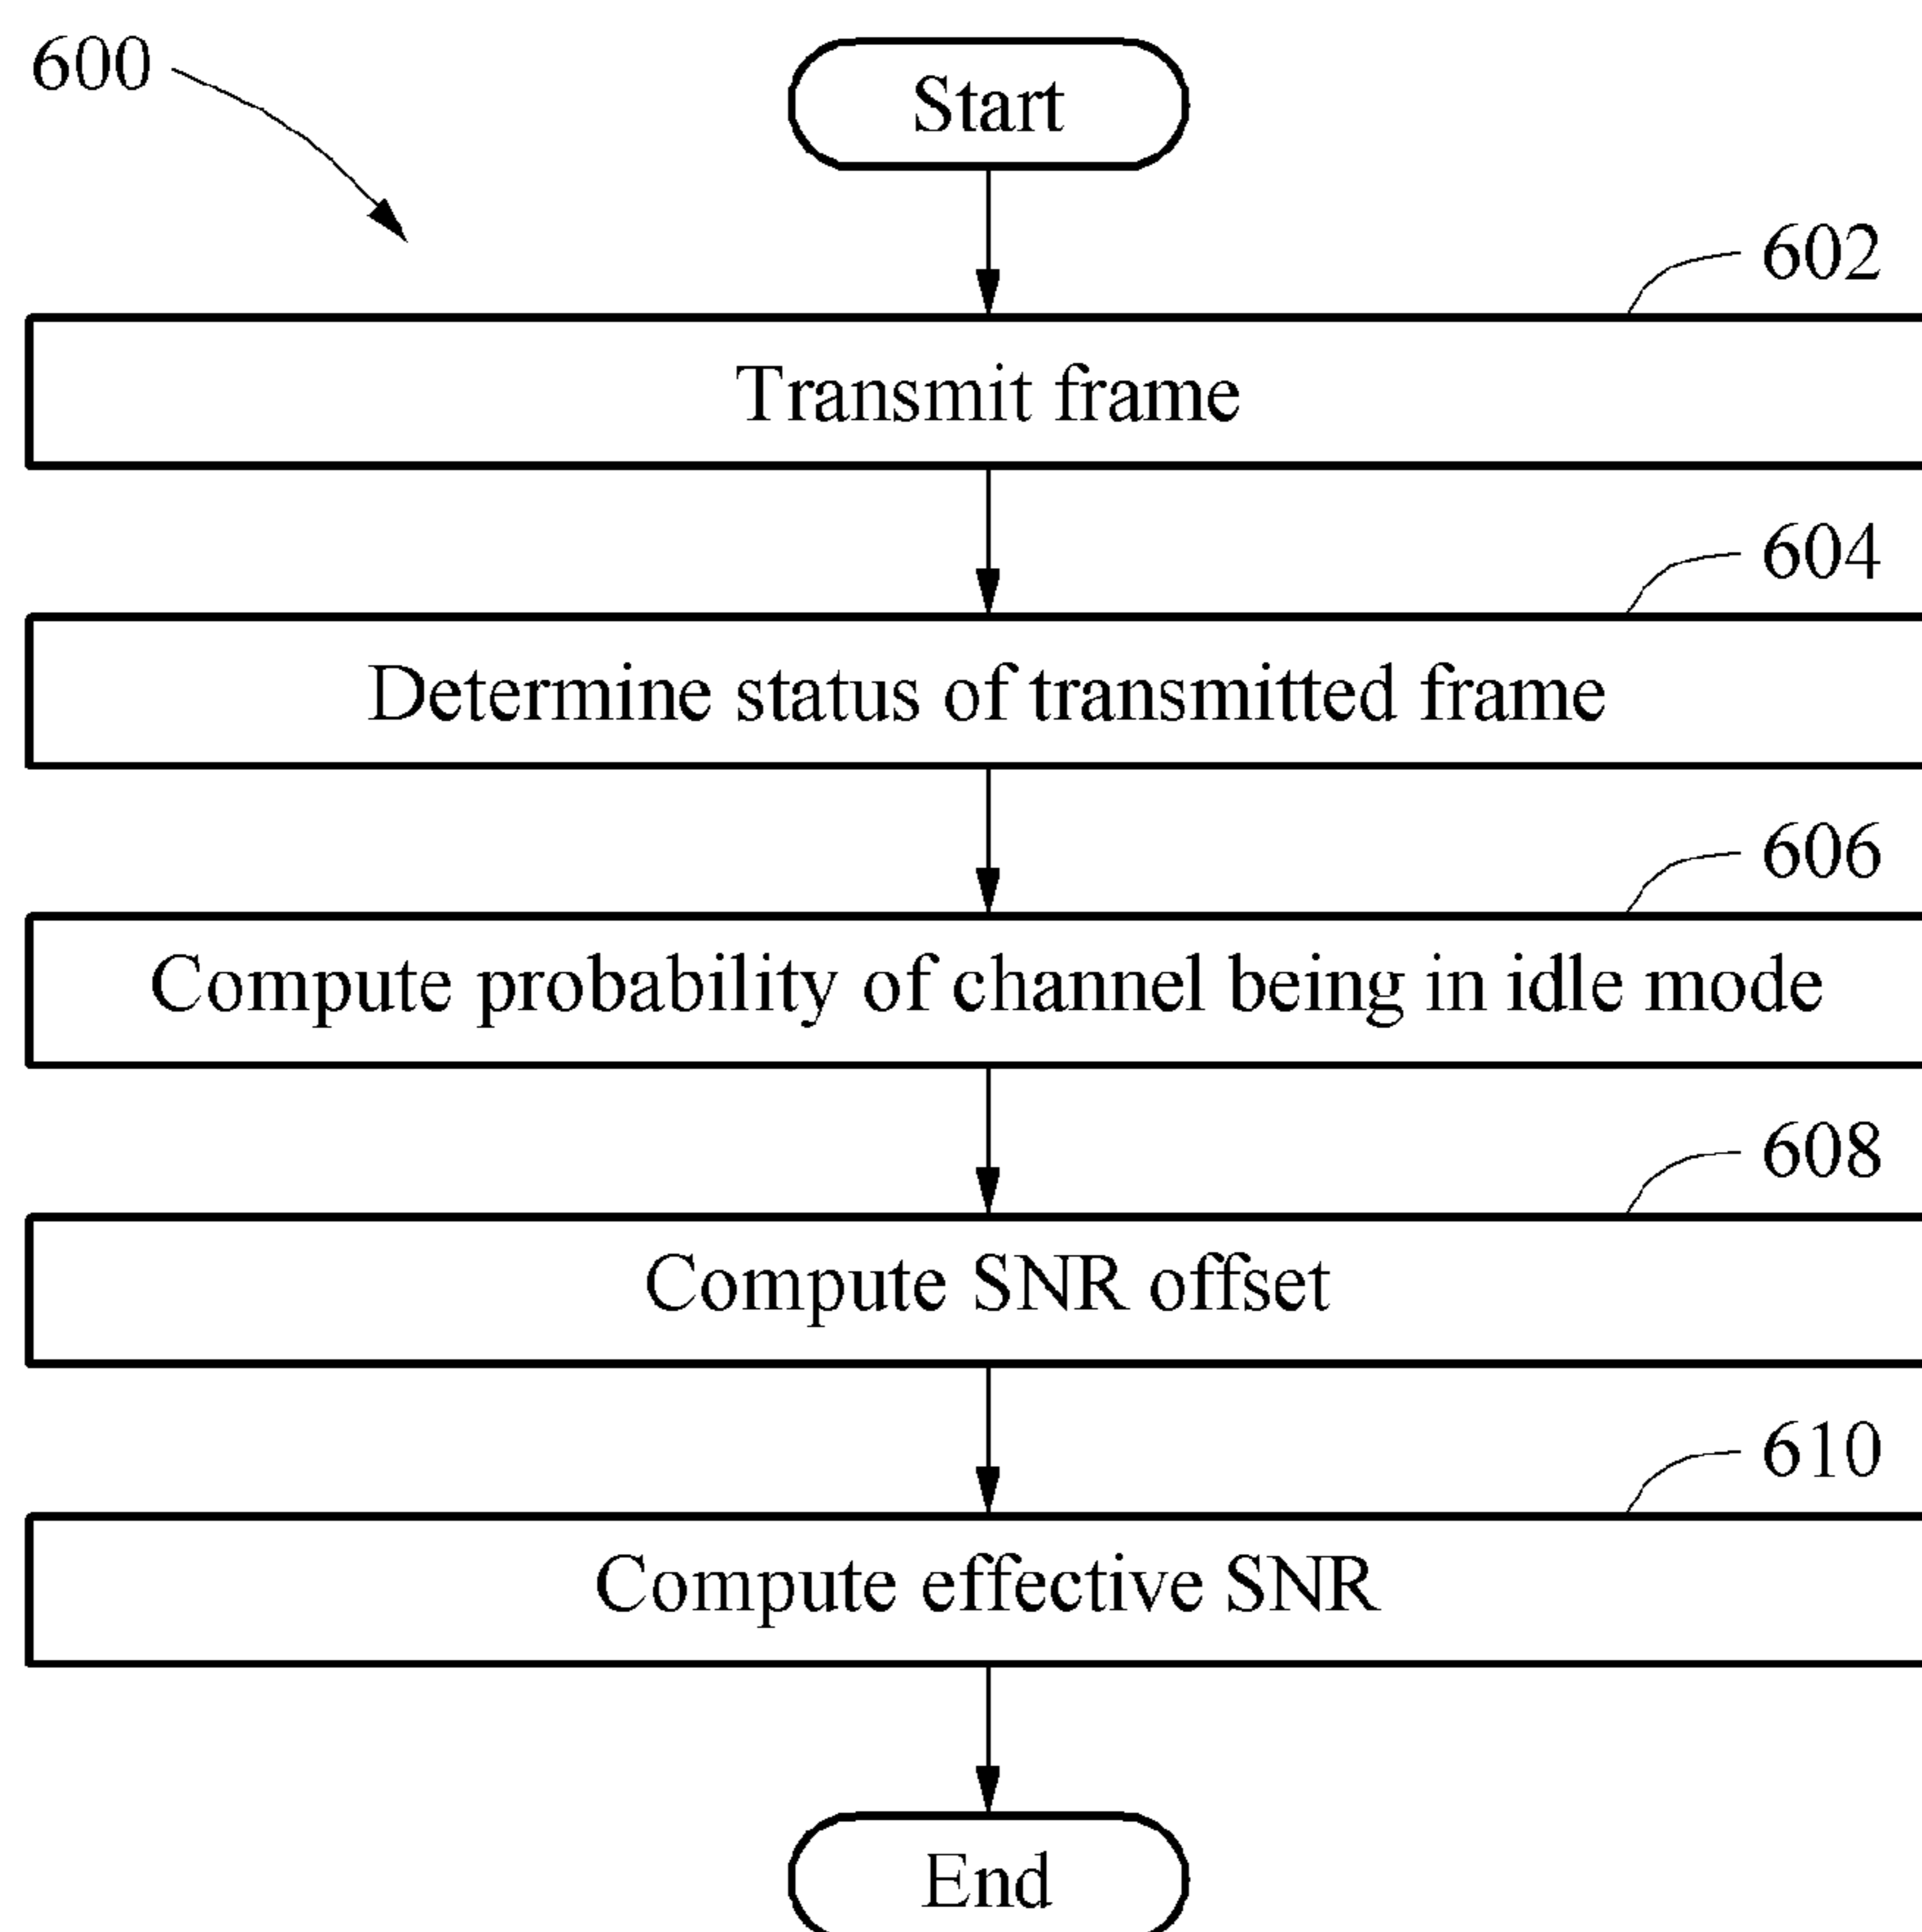 600
Start
602
Transmit frame
604
Determine status of transmitted frame
606
Compute probability of channel being in idle mode
608
Compute SNR offset
610
Compute effective SNR
End